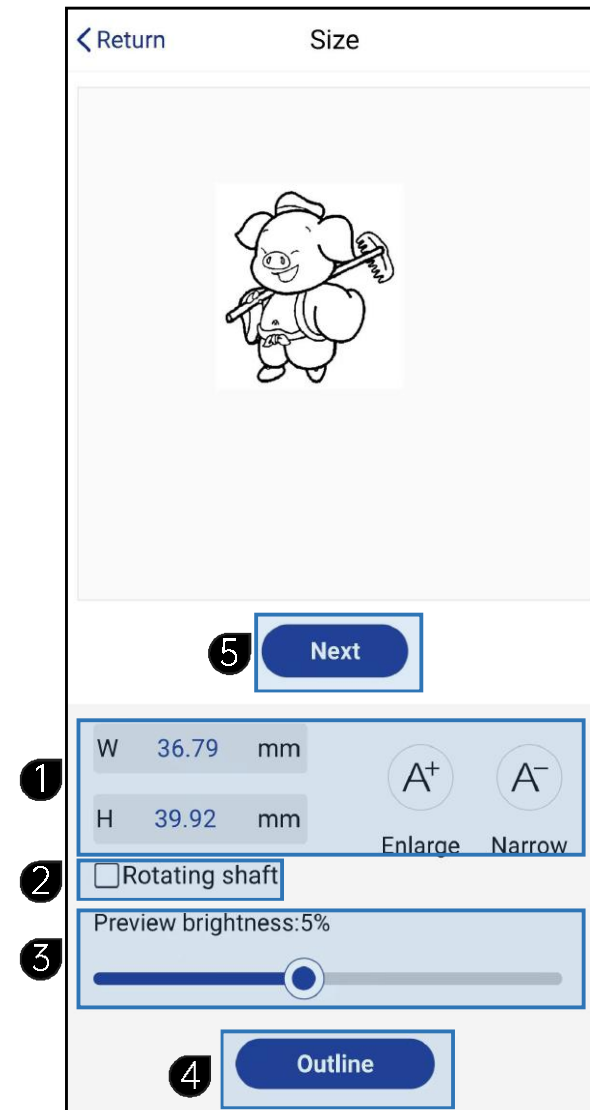 Return Size
5 Next
W 36.79 mm
A+ A-
1
H 39.92 mm
Enlarge Narrow
2 Rotating shaft
Preview brightness:5%
3
4 Outline